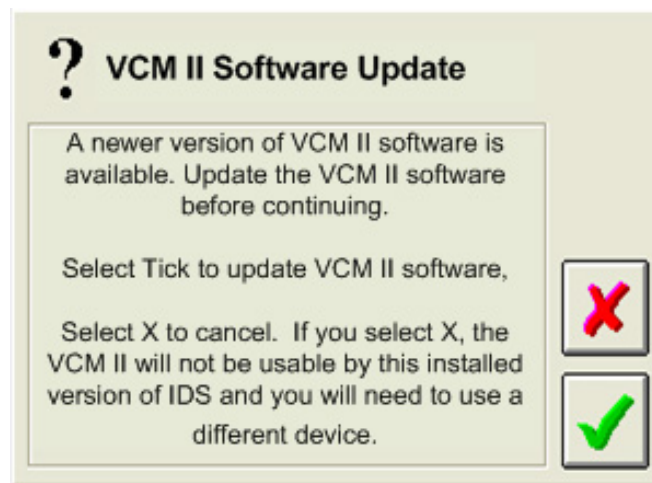 ? VCM II Software Update
A newer version of VCM II software is
available. Update the VCM II software
before continuing.
Select Tick to update VCM II software,
Select X to cancel. If you select X, the
VCM II will not be usable by this installed
version of IDS and you will need to use a
different device.